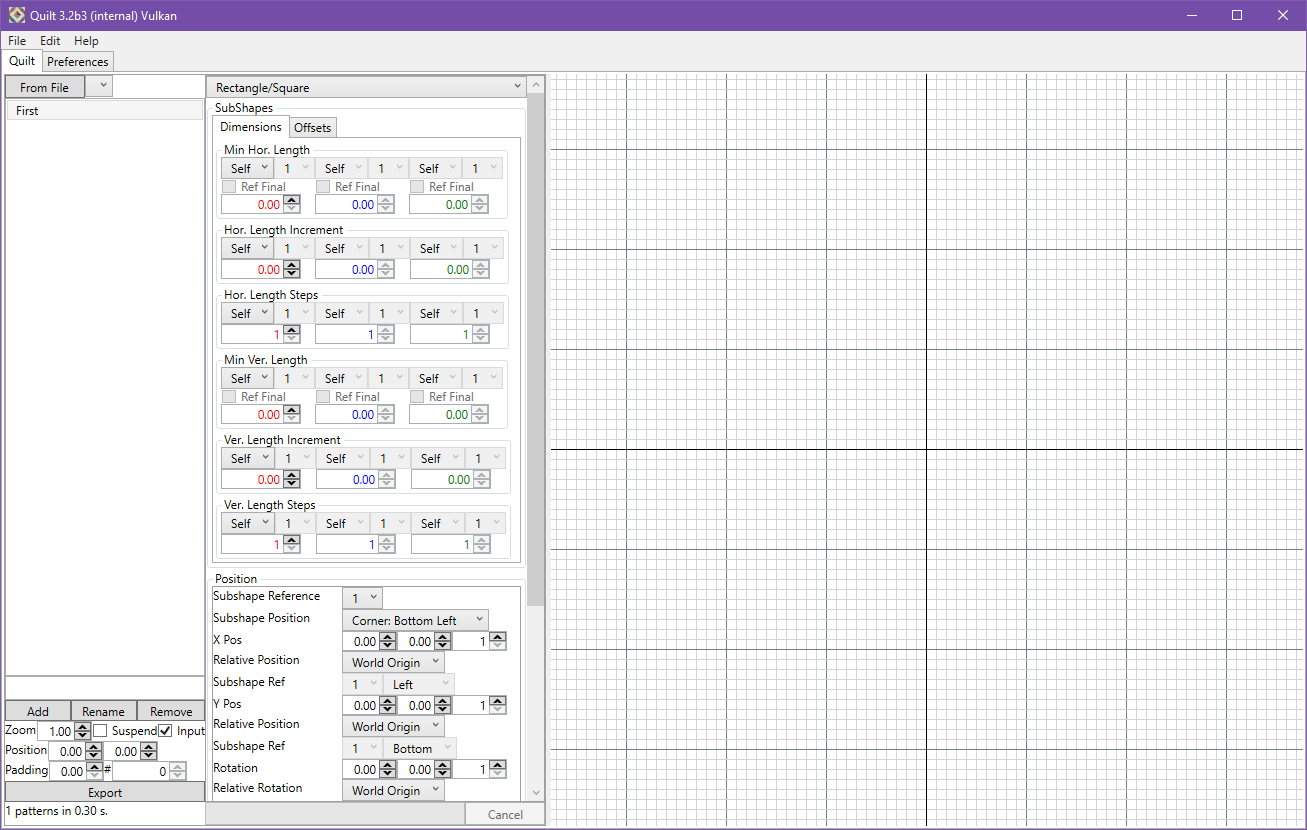 Quilt 3.2b3 (internal) Vulkan
File Edit Help
Quilt Preferences
From File
First
Rectangle/Square
SubShapes
Dimensions Offsets
Min Hor. Length
Self 1 Self 1 Self 1
Ref Final Ref Final Ref Final
0.00 0.00 0.00
Hor. Length Increment
Self 1 Self 1 Self 1
0.00 0.00 0.00
Hor. Length Steps
Self 1 Self 1 Self 1
1 1 1
Min Ver. Length
Self 1 Self 1 Self 1
Ref Final Ref Final Ref Final
0.00 0.00 0.00
Ver. Length Increment
Self 1 Self 1 Self 1
0.00 0.00 0.00
Ver. Length Steps
Self 1 Self 1 Self 1
1 1 1
Position
Subshape Reference 1
Subshape Position Corner: Bottom Left
X Pos 0.00 0.00 1
Relative Position World Origin
Subshape Ref 1 Left
Y Pos 0.00 0.00 1
Relative Position World Origin
Subshape Ref 1 Bottom
Rotation 0.00 0.00 1
Relative Rotation World Origin
Cancel
Add Rename Remove
Zoom 1.00 Suspend Input
Position 0.00 0.00
Padding 0.00 # 0
Export
1 patterns in 0.30 s.